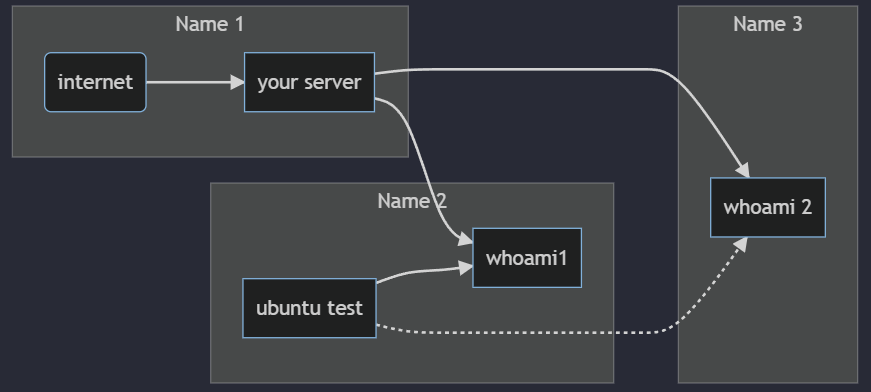 Name 1
Name 3
internet
your server
Name 2
whoami 2
whoami1
ubuntu test